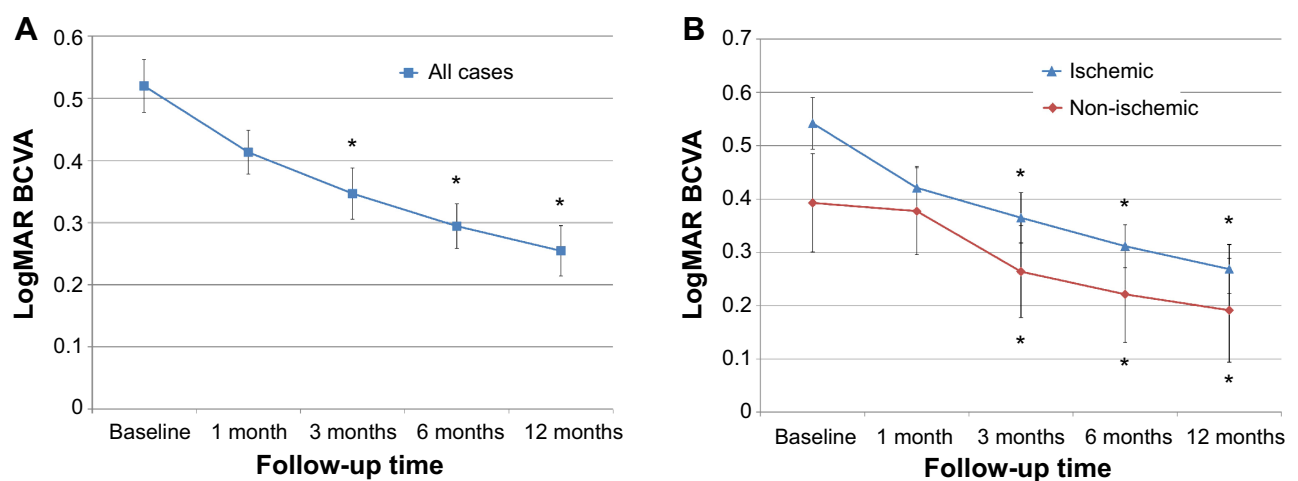 A
LogMAR BCVA
0.6
0.5
0.4
0.3
0.2
0.1
0
All cases
*
*
*
Baseline 1 month 3 months 6 months 12 months
Follow-up time
B
LogMAR BCVA
0.7
0.6
0.5
0.4
0.3
0.2
0.1
0
Ischemic
Non-ischemic
*
*
*
*
*
*
Baseline 1 month 3 months 6 months 12 months
Follow-up time